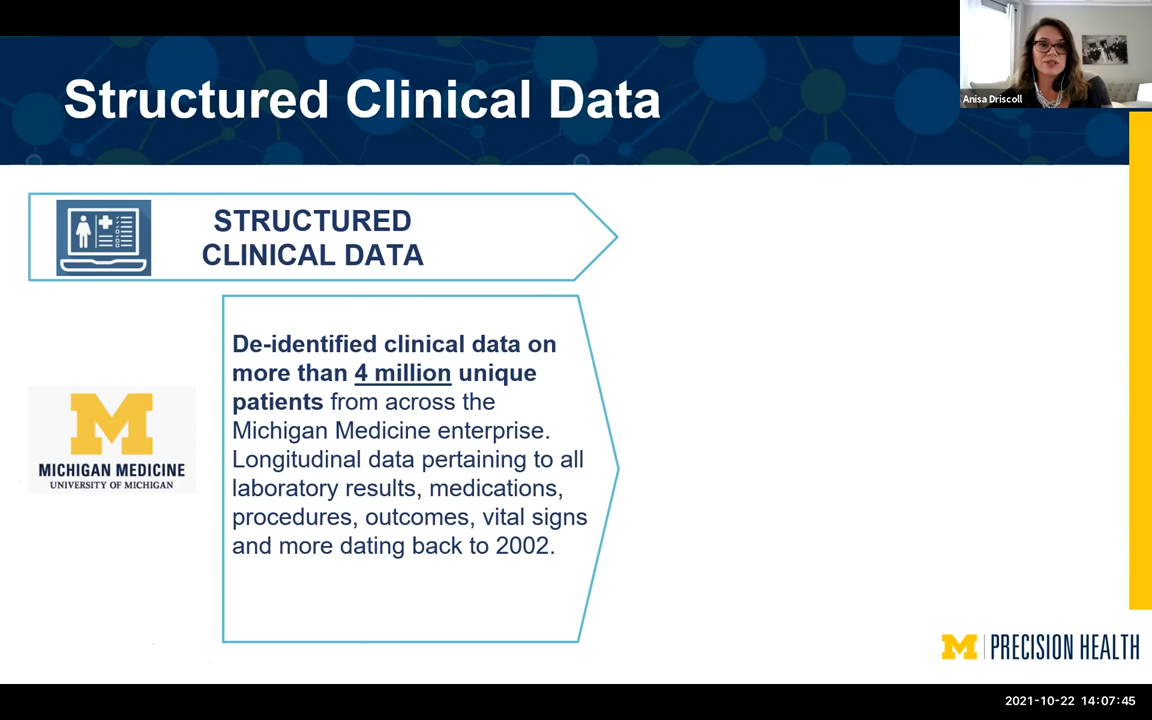 Structured Clinical Data
Anisa Driscoll
STRUCTURED
CLINICAL DATA
De-identified clinical data on
more than 4 million unique
patients from across the
Michigan Medicine enterprise.
Longitudinal data pertaining to all
laboratory results, medications,
procedures, outcomes, vital signs
and more dating back to 2002.
M
MICHIGAN MEDICINE
UNIVERSITY OF MICHIGAN
M | PRECISION HEALTH
2021-10-22 14:07:45